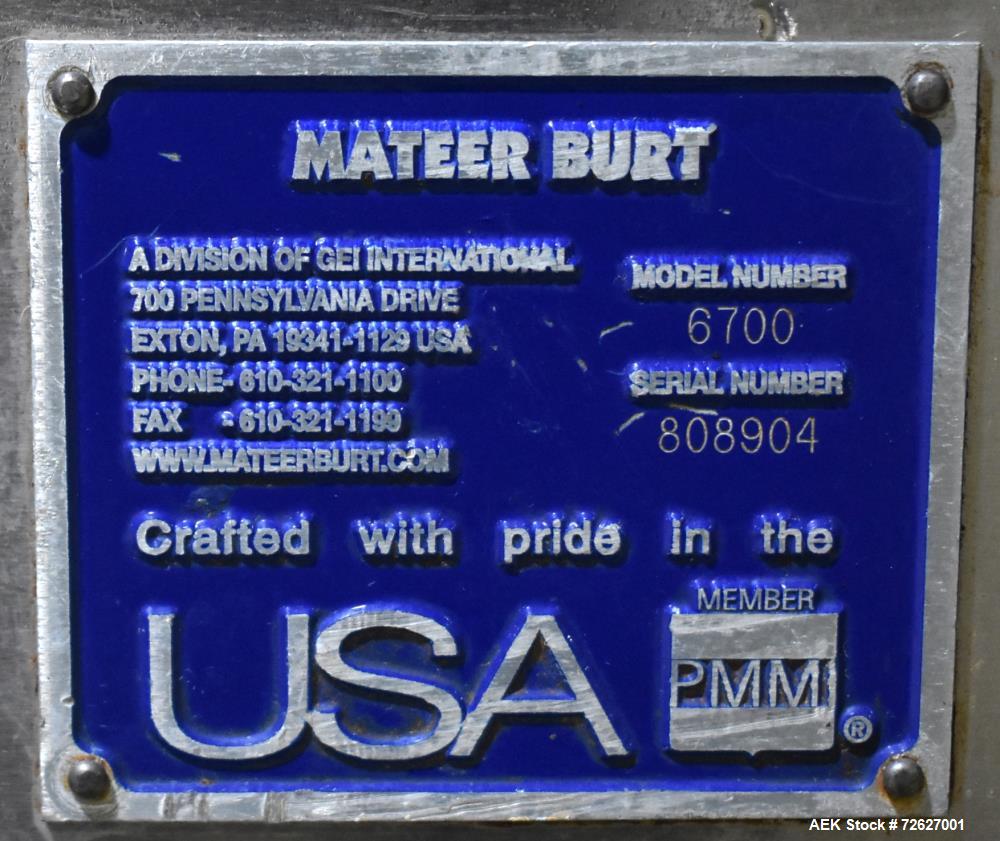 MATEER BURT
A DIVISION OF GEI INTERNATIONAL
700 PENNSYLVANIA DRIVE
EXTON, PA 19341-1129 USA
PHONE- 610-321-1100
FAX - 610-321-1199
WWW.MATEERBURT.COM
MODEL NUMBER
6700
SERIAL NUMBER
808904
Crafted with pride in the
USA
MEMBER
PMMI
®
AEK Stock # 72627001